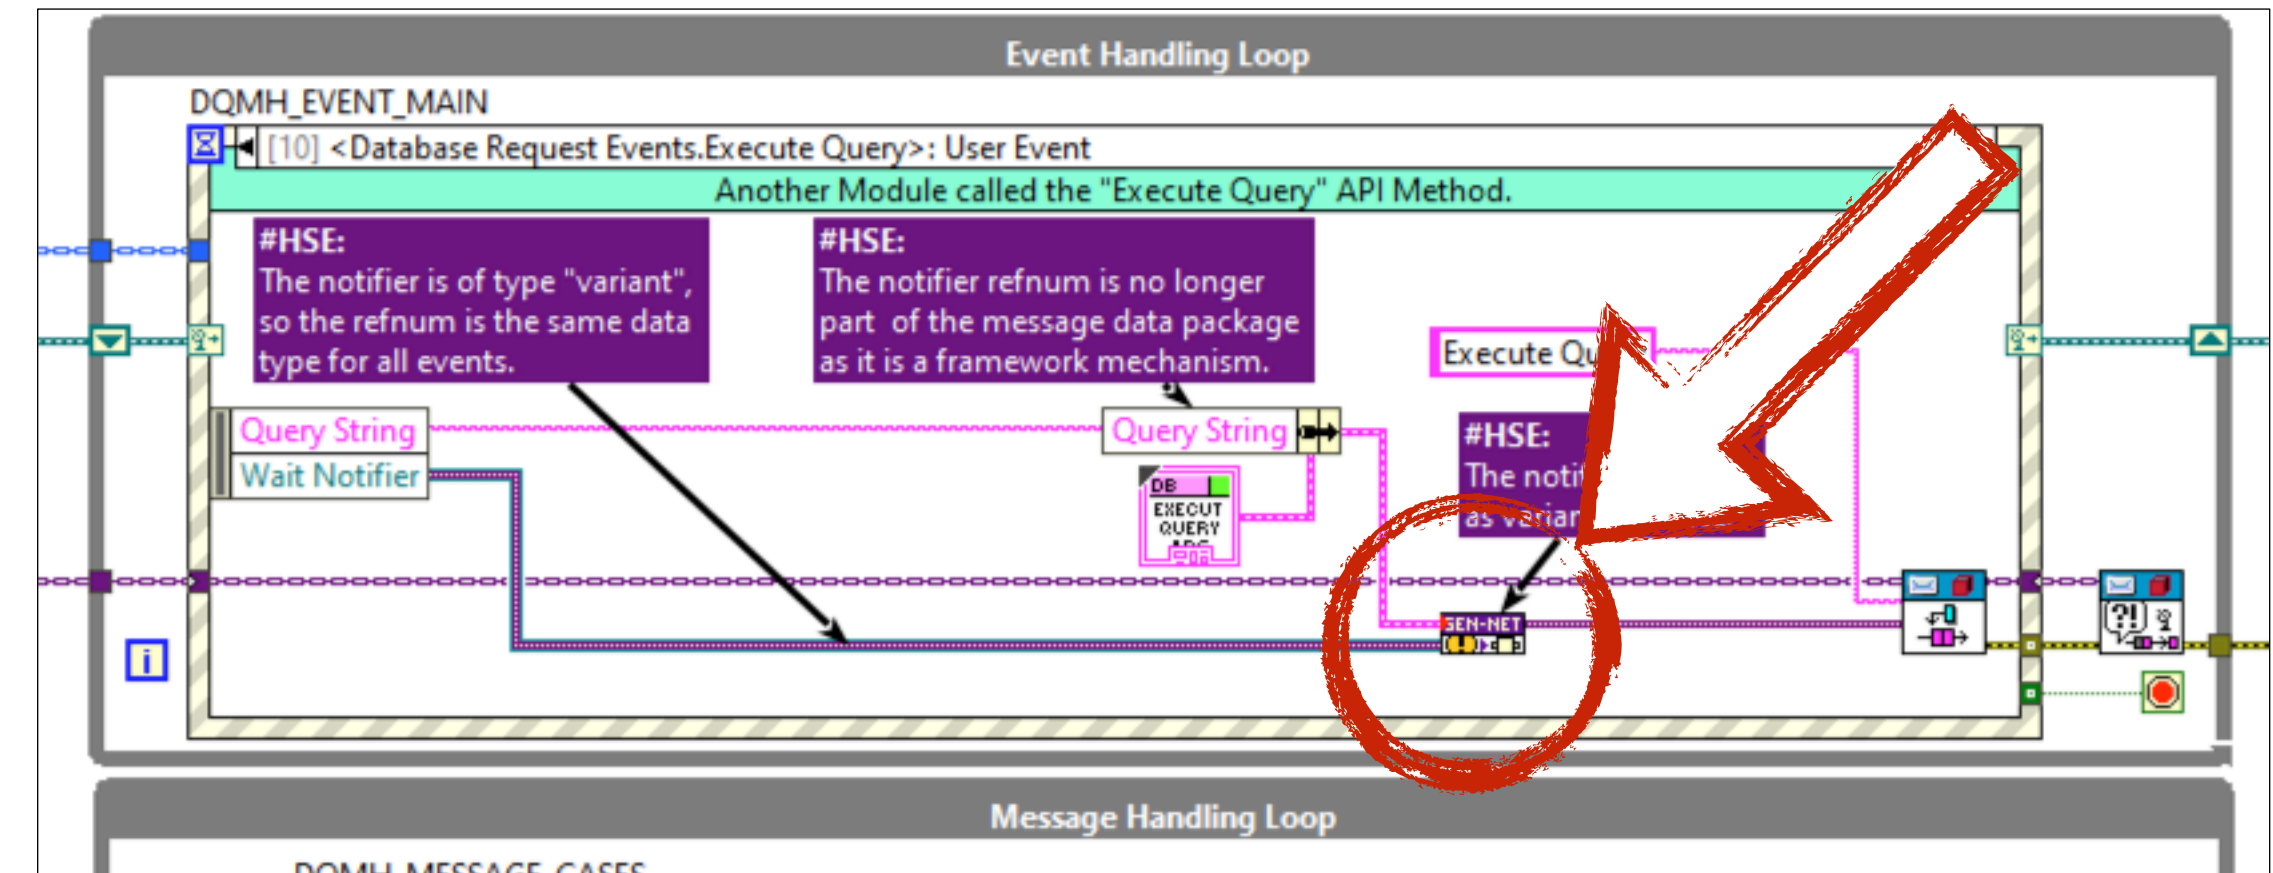 Event Handling Loop
DQMH_EVENT_MAIN
[10] <Database Request Events.Execute Query>: User Event
Another Module called the "Execute Query" API Method.
#HSE:
The notifier is of type "variant",
so the refnum is the same data
type for all events.
#HSE:
The notifier refnum is no longer
part of the message data package
as it is a framework mechanism.
Execute Qu
#HSE:
The notif
as varian
Query String
Wait Notifier
Query String
DB
EXECUT
QUERY
GEN-NET
i
?!
Message Handling Loop
DQMH_MESSAGE_CASES